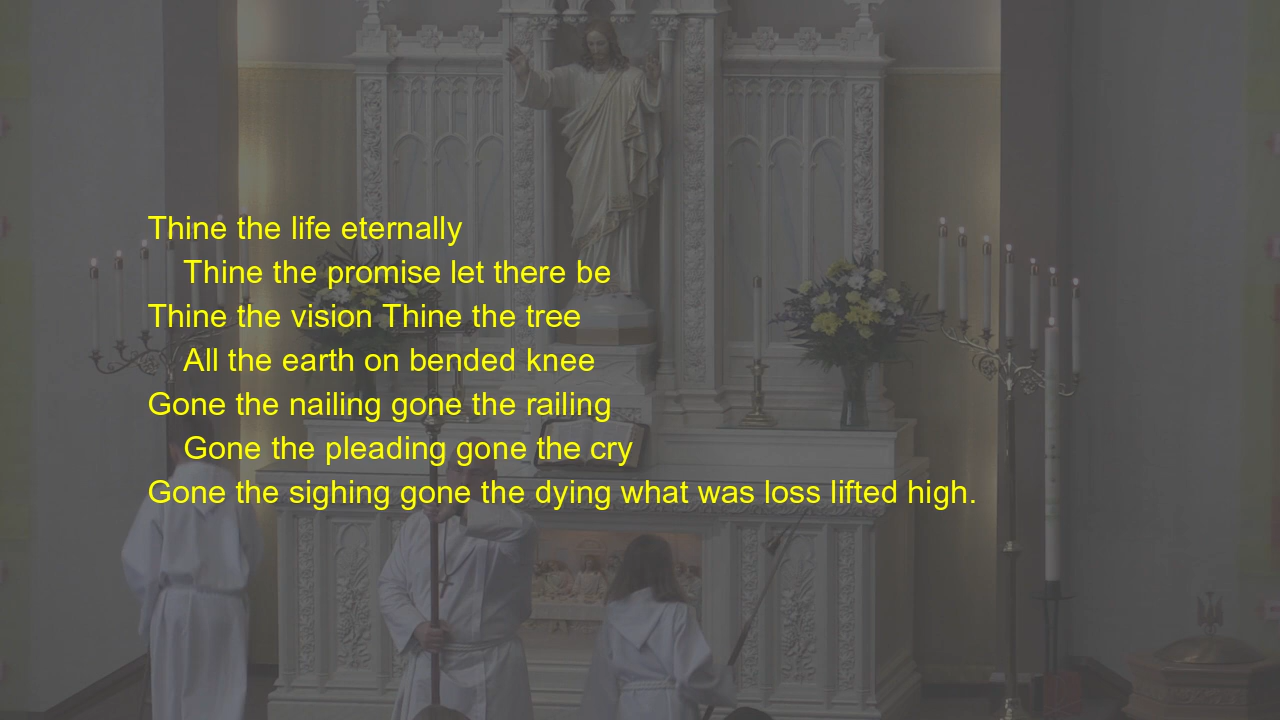 Thine the life eternally
Thine the promise let there be
Thine the vision Thine the tree
All the earth on bended knee
Gone the nailing gone the railing
Gone the pleading gone the cry
Gone the sighing gone the dying what was loss lifted high.